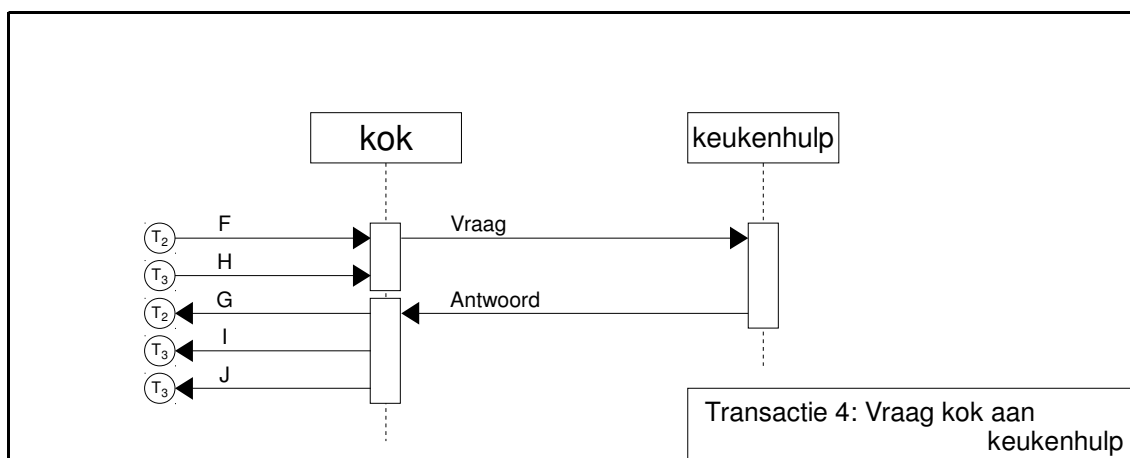 kok
keukenhulp
T2 F Vraag
T3 H
T2 G Antwoord
T3 I
T3 J
Transactie 4: Vraag kok aan
keukenhulp